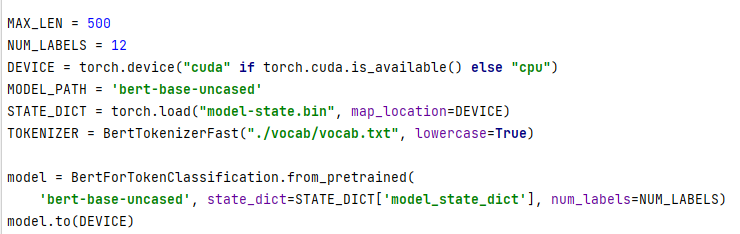 MAX_LEN = 500
NUM_LABELS = 12
DEVICE = torch.device("cuda" if torch.cuda.is_available() else "cpu")
MODEL_PATH = 'bert-base-uncased'
STATE_DICT = torch.load("model-state.bin", map_location=DEVICE)
TOKENIZER = BertTokenizerFast("./vocab/vocab.txt", lowercase=True)

model = BertForTokenClassification.from_pretrained(
    'bert-base-uncased', state_dict=STATE_DICT['model_state_dict'], num_labels=NUM_LABELS)
model.to(DEVICE)